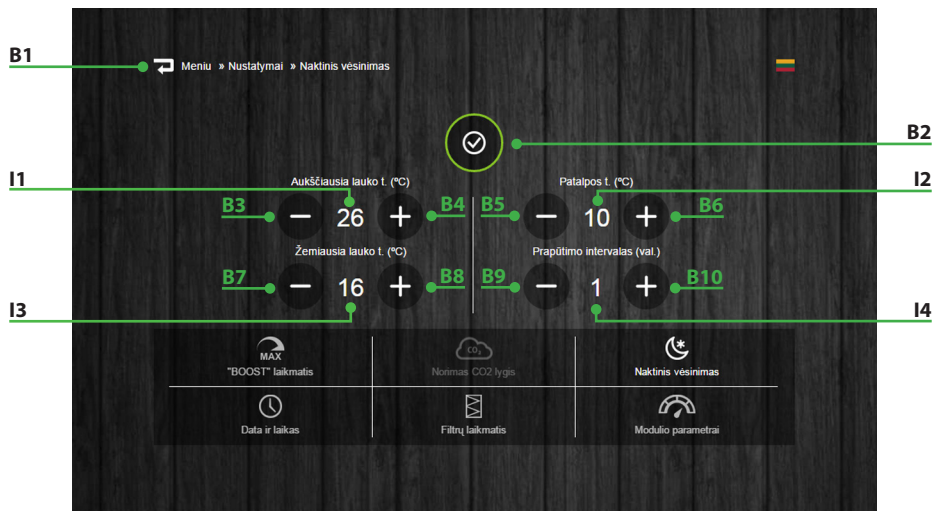 B1
Meniu » Nustatymai » Naktinis vėsinimas
B2
I1
Aukščiausia lauko t. (ºC)
Patalpos t. (ºC)
I2
B3
26
B4
B5
10
B6
Žemiausia lauko t. (ºC)
Prapūtimo intervalas (val.)
B7
16
B8
B9
1
B10
I3
I4
MAX
"BOOST" laikmatis
CO₂
Norimas CO2 lygis
Naktinis vėsinimas
Data ir laikas
Filtrų laikmatis
Modulio parametrai